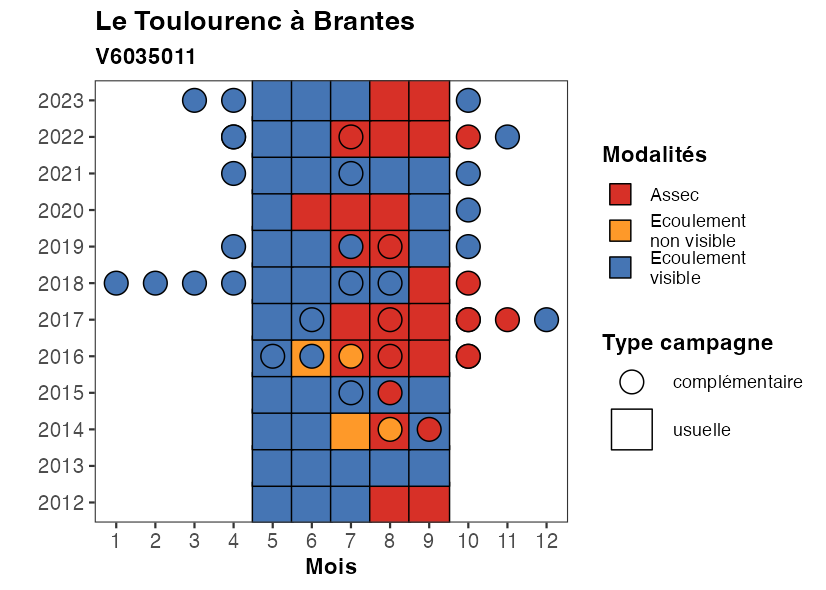 Le Toulourenc à Brantes
V6035011
2023
2022
2021
2020
2019
2018
2017
2016
2015
2014
2013
2012
1 2 3 4 5 6 7 8 9 10 11 12
Mois
Modalités
Assec
Ecoulement
non visible
Ecoulement
visible
Type campagne
complémentaire
usuelle